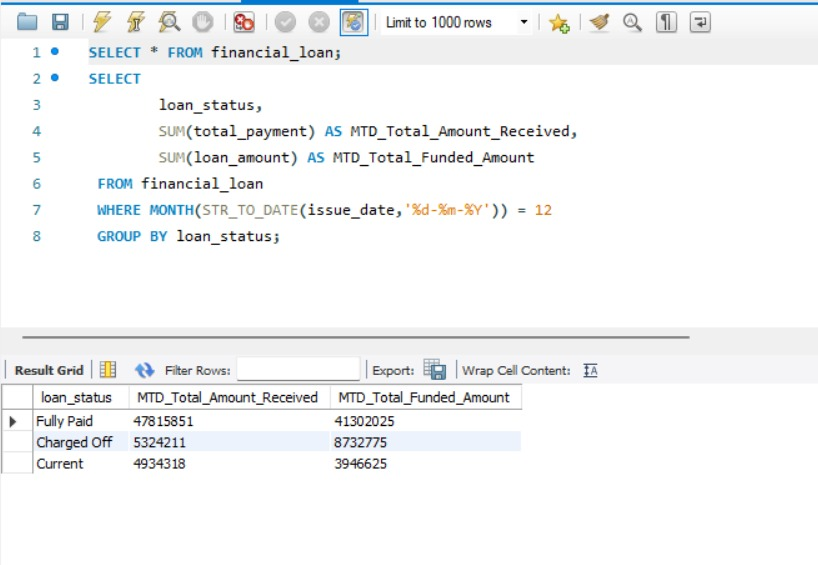 Limit to 1000 rows
1 SELECT * FROM financial_loan;
2 SELECT
3 loan_status,
4 SUM(total_payment) AS MTD_Total_Amount_Received,
5 SUM(loan_amount) AS MTD_Total_Funded_Amount
6 FROM financial_loan
7 WHERE MONTH(STR_TO_DATE(issue_date,'%d-%m-%Y')) = 12
8 GROUP BY loan_status;
Result Grid Filter Rows: Export: Wrap Cell Content: IA
loan_status MTD_Total_Amount_Received MTD_Total_Funded_Amount
Fully Paid 47815851 41302025
Charged Off 5324211 8732775
Current 4934318 3946625